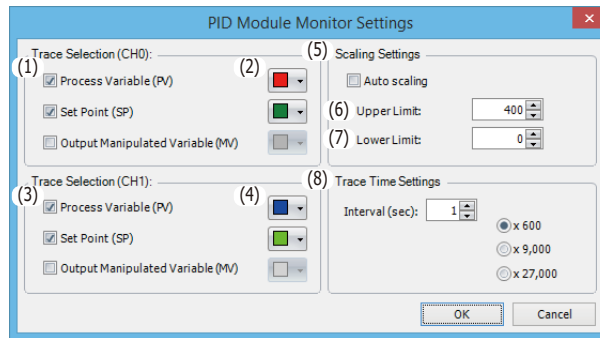 PID Module Monitor Settings
Trace Selection (CH0):
(1)
Process Variable (PV)
(2)
Set Point (SP)
Output Manipulated Variable (MV)
Trace Selection (CH1):
(3)
Process Variable (PV)
(4)
Set Point (SP)
Output Manipulated Variable (MV)
(5)
Scaling Settings
Auto scaling
(6) Upper Limit: 400
(7) Lower Limit: 0
(8)
Trace Time Settings
Interval (sec): 1
x 600
x 9,000
x 27,000
OK Cancel